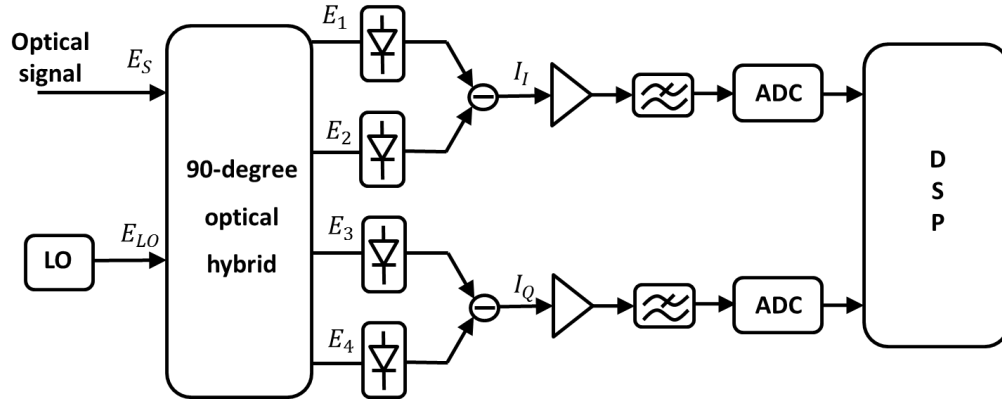 Optical
signal
E_S
E_1
E_2
90-degree
optical
hybrid
I_I
ADC
D
S
P
LO
E_LO
E_3
E_4
I_Q
ADC